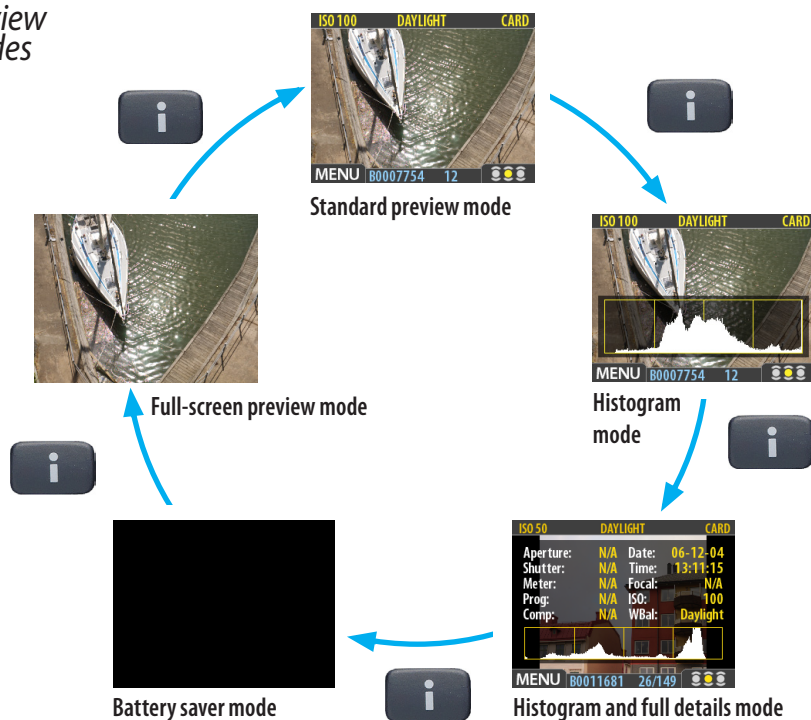 view
des
ISO 100 DAYLIGHT CARD
MENU B0007754 12
Standard preview mode
i
i
ISO 100 DAYLIGHT CARD
MENU B0007754 12
Histogram
mode
Full-screen preview mode
i
i
ISO 50 DAYLIGHT CARD
Aperture: N/A Date: 06-12-04
Shutter: N/A Time: 13:11:15
Meter: N/A Focal: N/A
Prog: N/A ISO: 100
Comp: N/A WBal: Daylight
MENU B0011681 26/149
Histogram and full details mode
Battery saver mode
i